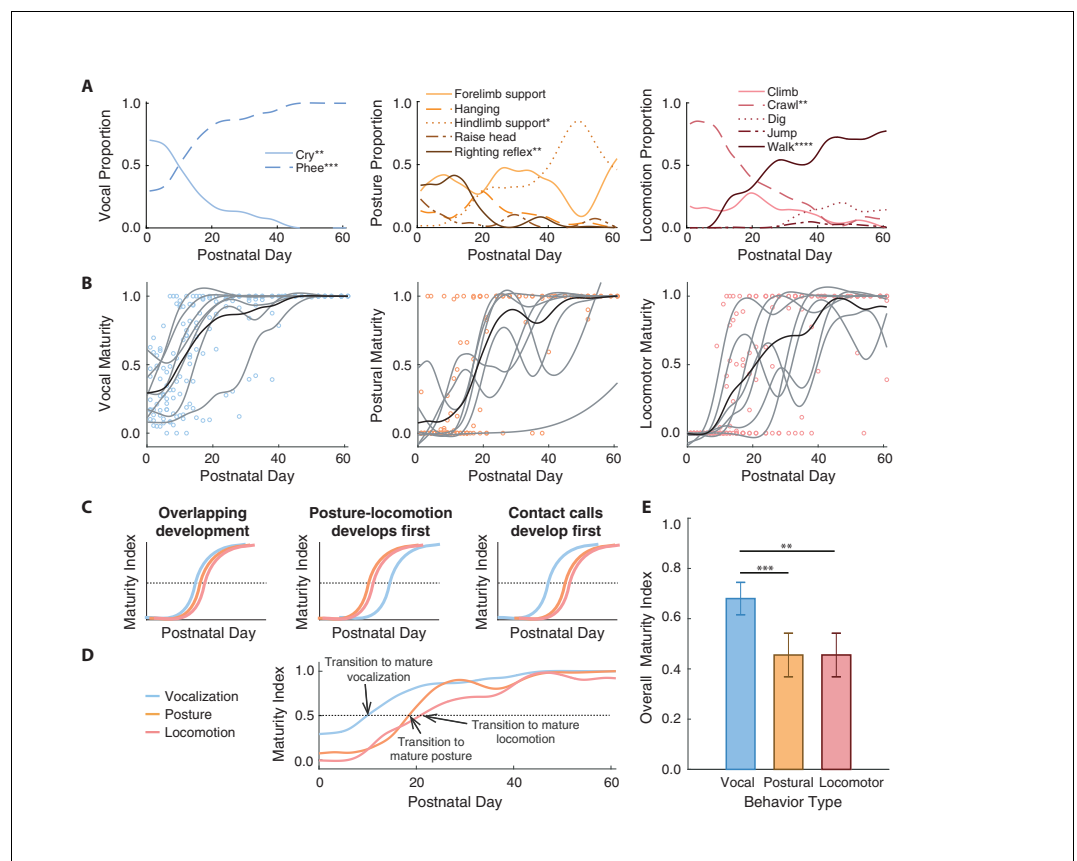 A
Vocal Proportion
1.0
0.5
0.0
0
20
40
60
Postnatal Day
Cry**
Phee***
Posture Proportion
1.0
0.5
0.0
0
20
40
60
Postnatal Day
Forelimb support
Hanging
Hindlimb support*
Raise head
Righting reflex**
Locomotion Proportion
1.0
0.5
0.0
0
20
40
60
Postnatal Day
Climb
Crawl**
Dig
Jump
Walk****
B
Vocal Maturity
1.0
0.5
0.0
0
20
40
60
Postnatal Day
Postural Maturity
1.0
0.5
0.0
0
20
40
60
Postnatal Day
Locomotor Maturity
1.0
0.5
0.0
0
20
40
60
Postnatal Day
C
Overlapping
development
Maturity Index
Postnatal Day
Posture-locomotion
develops first
Maturity Index
Postnatal Day
Contact calls
develop first
Maturity Index
Postnatal Day
D
Vocalization
Posture
Locomotion
Maturity Index
1.0
0.5
0.0
0
20
40
60
Postnatal Day
Transition to mature
vocalization
Transition to
mature posture
Transition to mature
locomotion
E
Overall Maturity Index
1.0
0.8
0.6
0.4
0.2
0.0
**
***
Vocal
Postural
Locomotor
Behavior Type